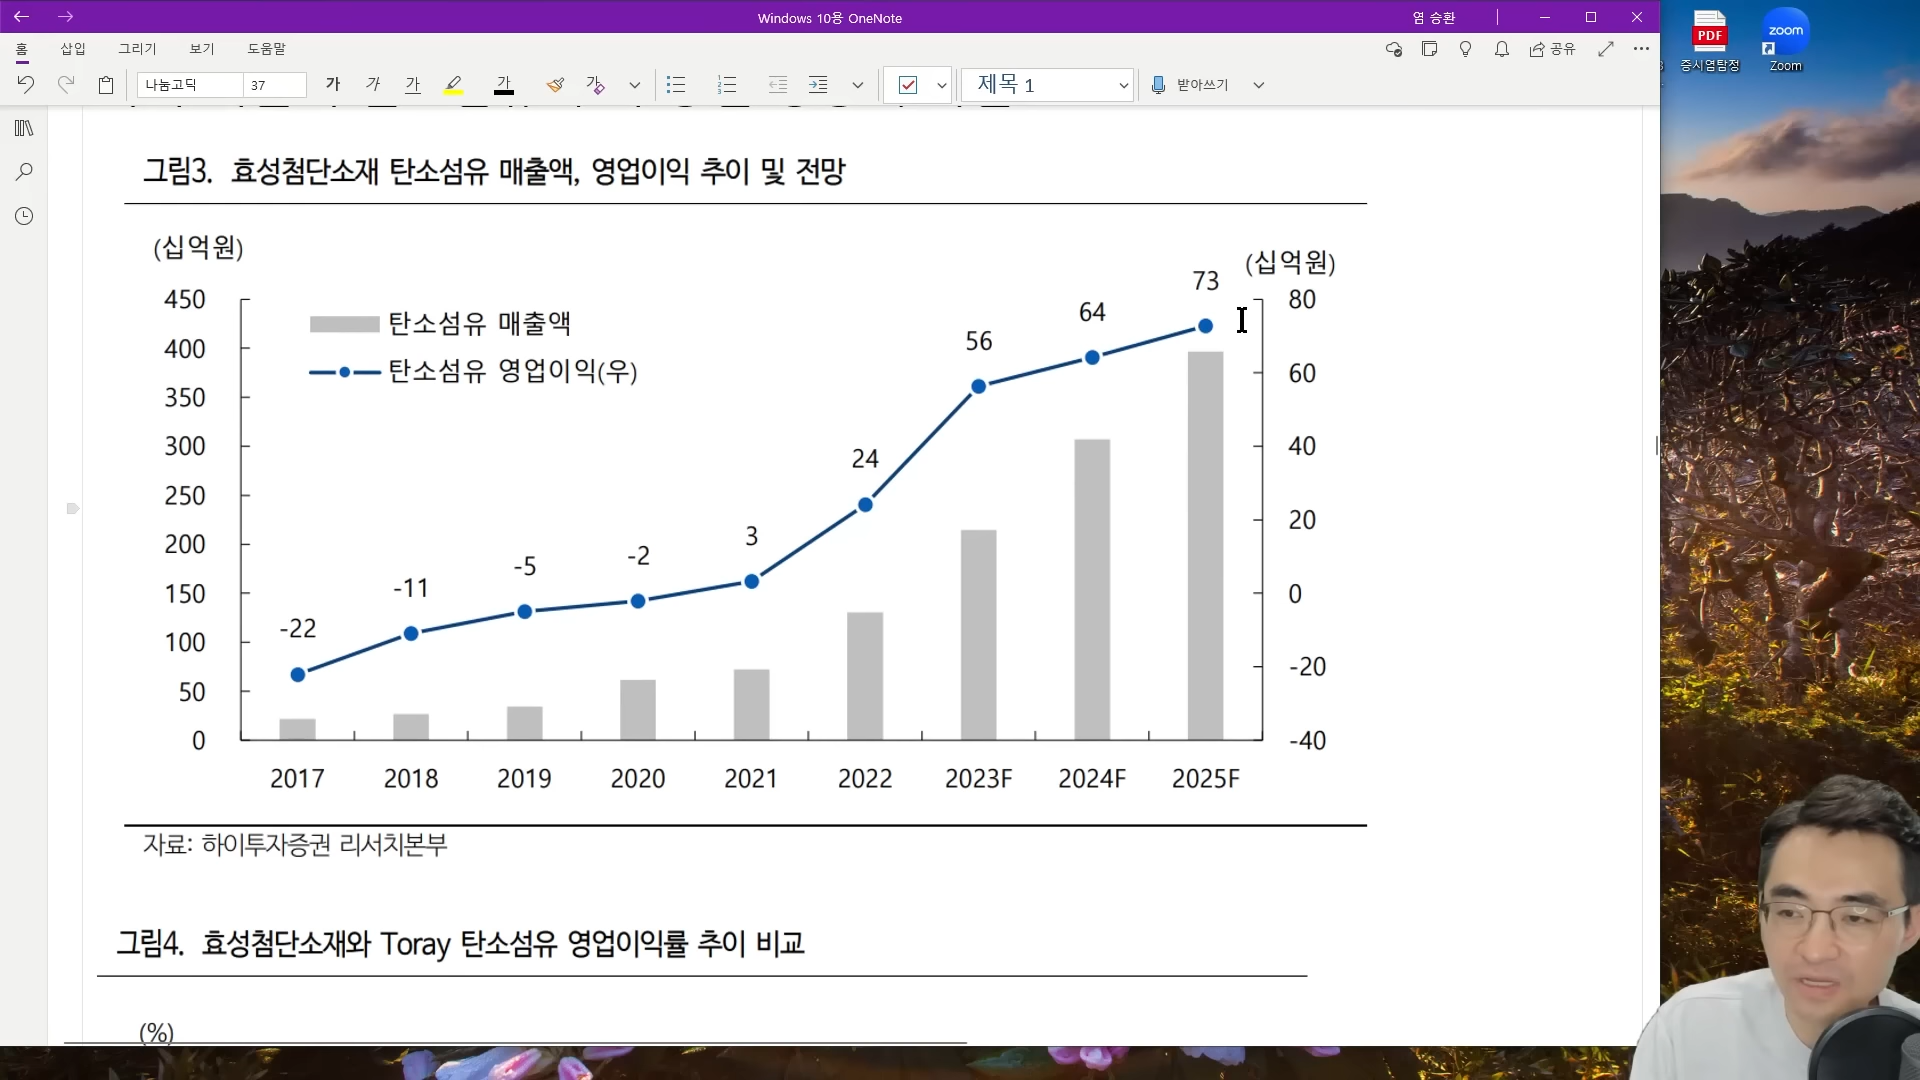 Windows 10용 OneNote
염 승환
홈 삽입 그리기 보기 도움말
공유
나눔고딕 37 가 가 가 가 가 제목 1 받아쓰기
PDF
증시염탐정
zoom
Zoom
그림3. 효성첨단소재 탄소섬유 매출액, 영업이익 추이 및 전망
(십억원)
(십억원)
탄소섬유 매출액
탄소섬유 영업이익(우)
450
400
350
300
250
200
150
100
50
0
-22
-11
-5
-2
3
24
56
64
73
80
60
40
20
0
-20
-40
2017 2018 2019 2020 2021 2022 2023F 2024F 2025F
자료: 하이투자증권 리서치본부
그림4. 효성첨단소재와 Toray 탄소섬유 영업이익률 추이 비교
(%)